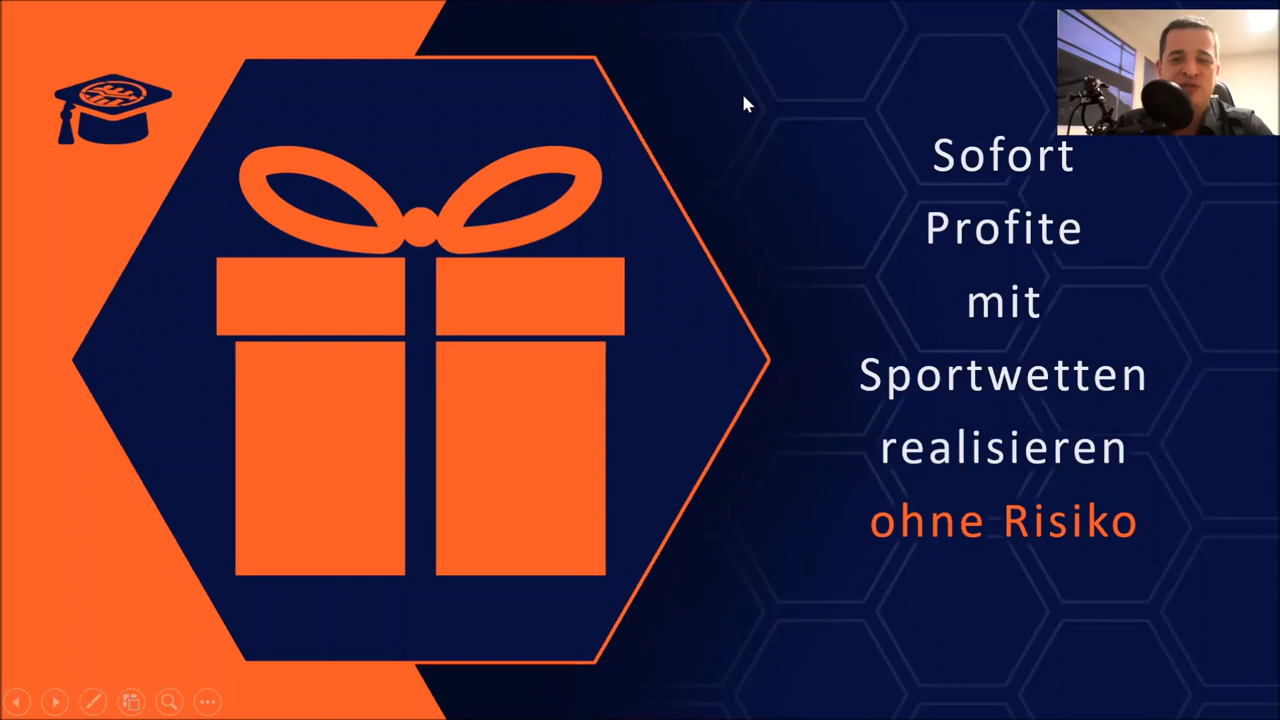 Sofort
Profite
mit
Sportwetten
realisieren
ohne Risiko